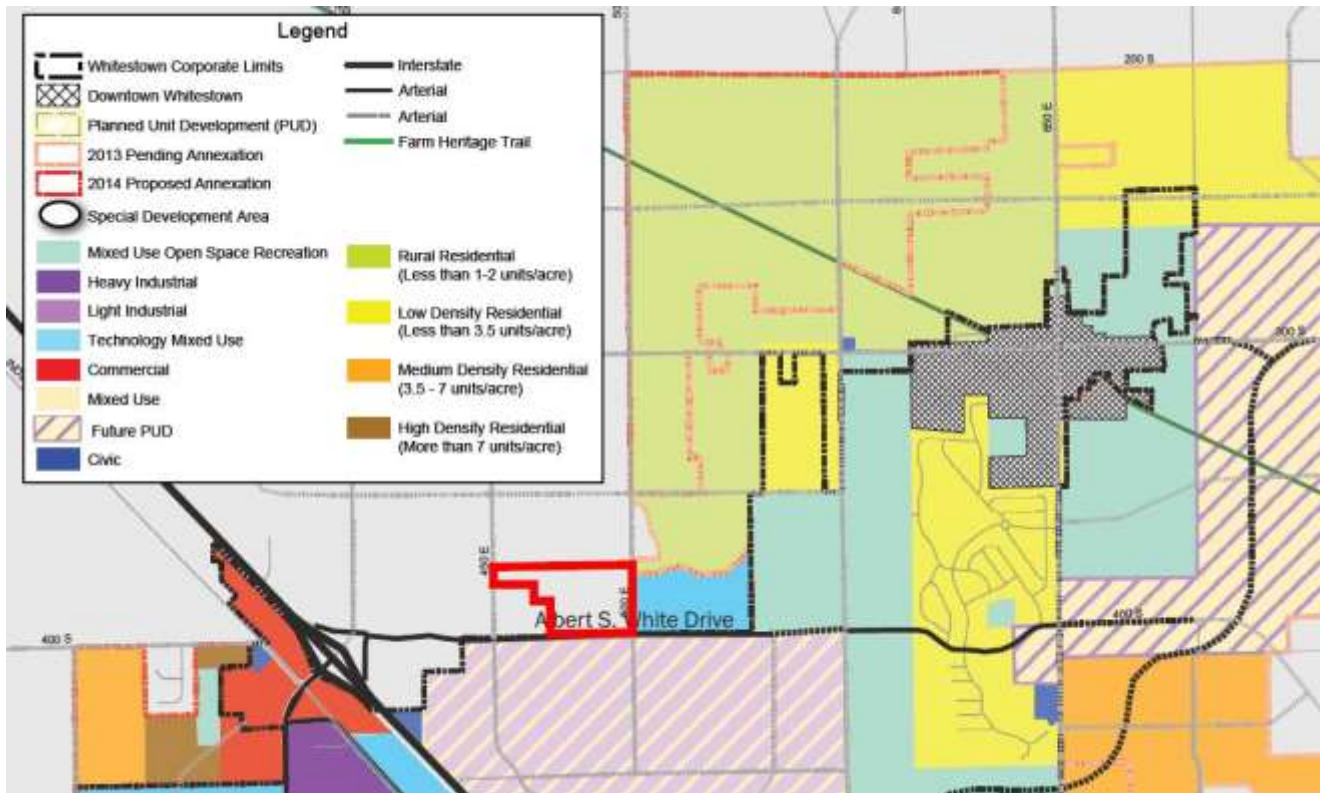 Legend
Whitestown Corporate Limits
Downtown Whitestown
Planned Unit Development (PUD)
2013 Pending Annexation
2014 Proposed Annexation
Special Development Area
Interstate
Arterial
Arterial
Farm Heritage Trail
Mixed Use Open Space Recreation
Heavy Industrial
Light Industrial
Technology Mixed Use
Commercial
Mixed Use
Future PUD
Civic
Rural Residential
(Less than 1-2 units/acre)
Low Density Residential
(Less than 3.5 units/acre)
Medium Density Residential
(3.5 - 7 units/acre)
High Density Residential
(More than 7 units/acre)
200 S
650 E
300 S
450 E
Albert S. White Drive
400 S
400 S